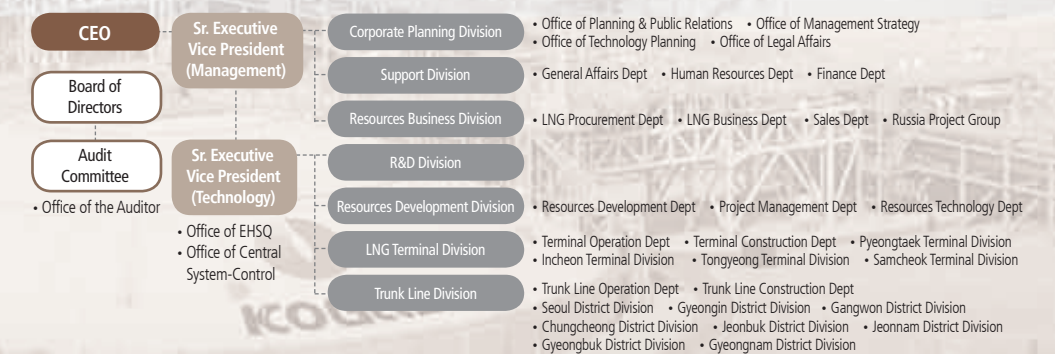 CEO
Board of
Directors
Audit
Committee
• Office of the Auditor
Sr. Executive
Vice President
(Management)
Sr. Executive
Vice President
(Technology)
• Office of EHSQ
• Office of Central
System-Control
Corporate Planning Division
• Office of Planning & Public Relations • Office of Management Strategy
• Office of Technology Planning • Office of Legal Affairs
Support Division
• General Affairs Dept • Human Resources Dept • Finance Dept
Resources Business Division
• LNG Procurement Dept • LNG Business Dept • Sales Dept • Russia Project Group
R&D Division
Resources Development Division
• Resources Development Dept • Project Management Dept • Resources Technology Dept
LNG Terminal Division
• Terminal Operation Dept • Terminal Construction Dept • Pyeongtaek Terminal Division
• Incheon Terminal Division • Tongyeong Terminal Division • Samcheok Terminal Division
Trunk Line Division
• Trunk Line Operation Dept • Trunk Line Construction Dept
• Seoul District Division • Gyeongin District Division • Gangwon District Division
• Chungcheong District Division • Jeonbuk District Division • Jeonnam District Division
• Gyeongbuk District Division • Gyeongnam District Division